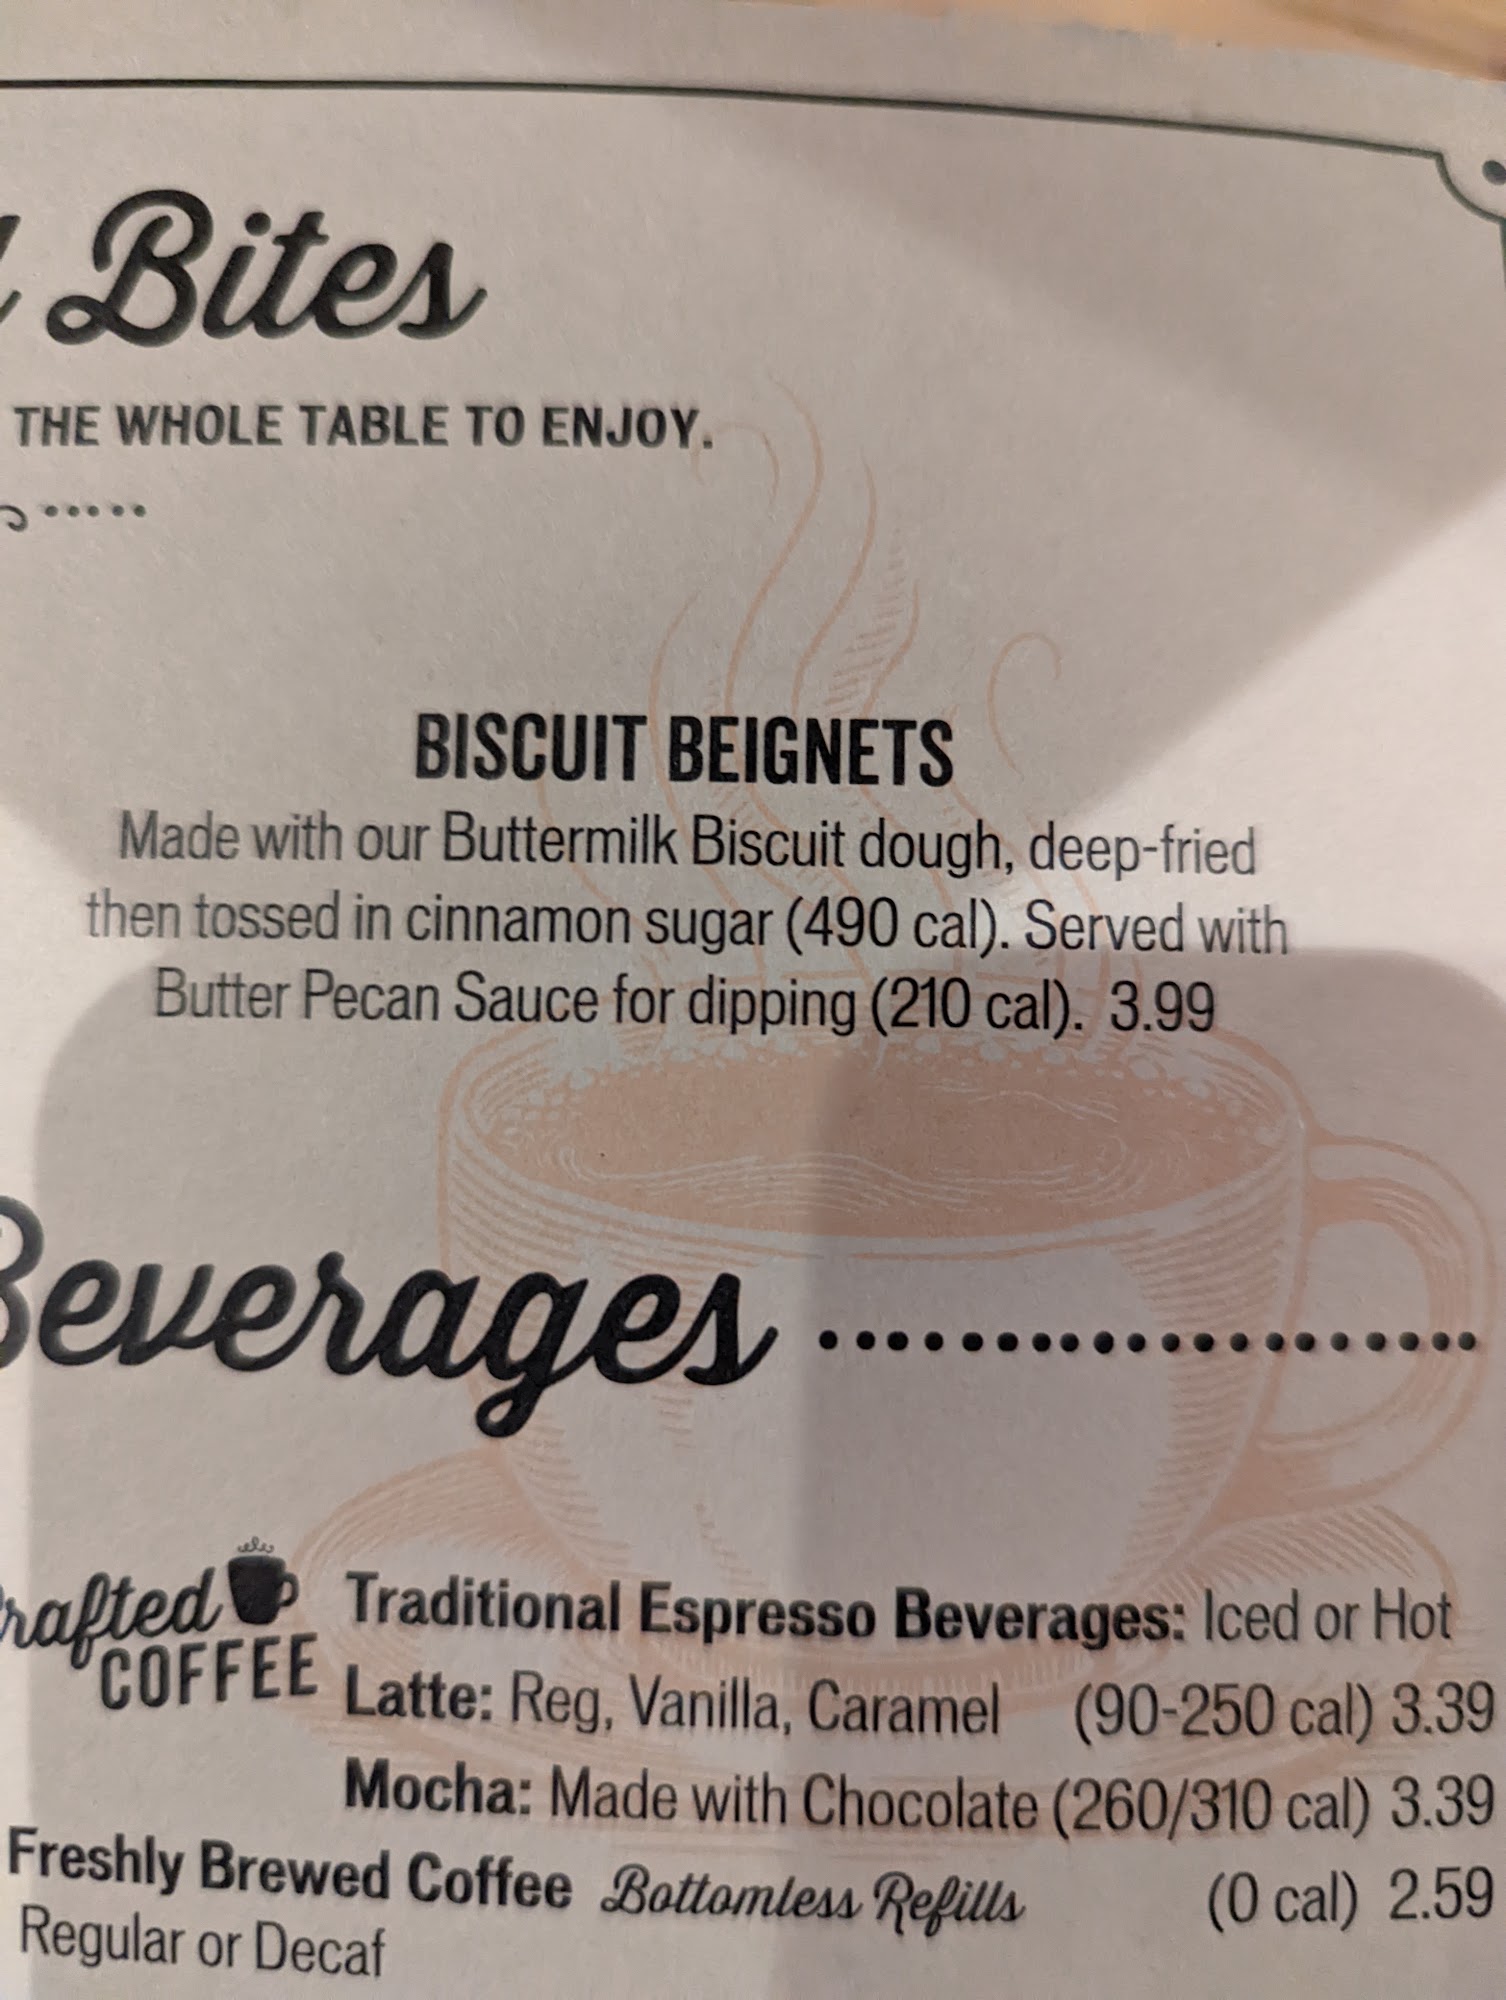 Bites
THE WHOLE TABLE TO ENJOY.
BISCUIT BEIGNETS
Made with our Buttermilk Biscuit dough, deep-fried
then tossed in cinnamon sugar (490 cal). Served with
Butter Pecan Sauce for dipping (210 cal). 3.99
Beverages
rafted
COFFEE
Traditional Espresso Beverages: Iced or Hot
Latte: Reg, Vanilla, Caramel (90-250 cal) 3.39
Mocha: Made with Chocolate (260/310 cal) 3.39
Freshly Brewed Coffee Bottomless Refills (0 cal) 2.59
Regular or Decaf